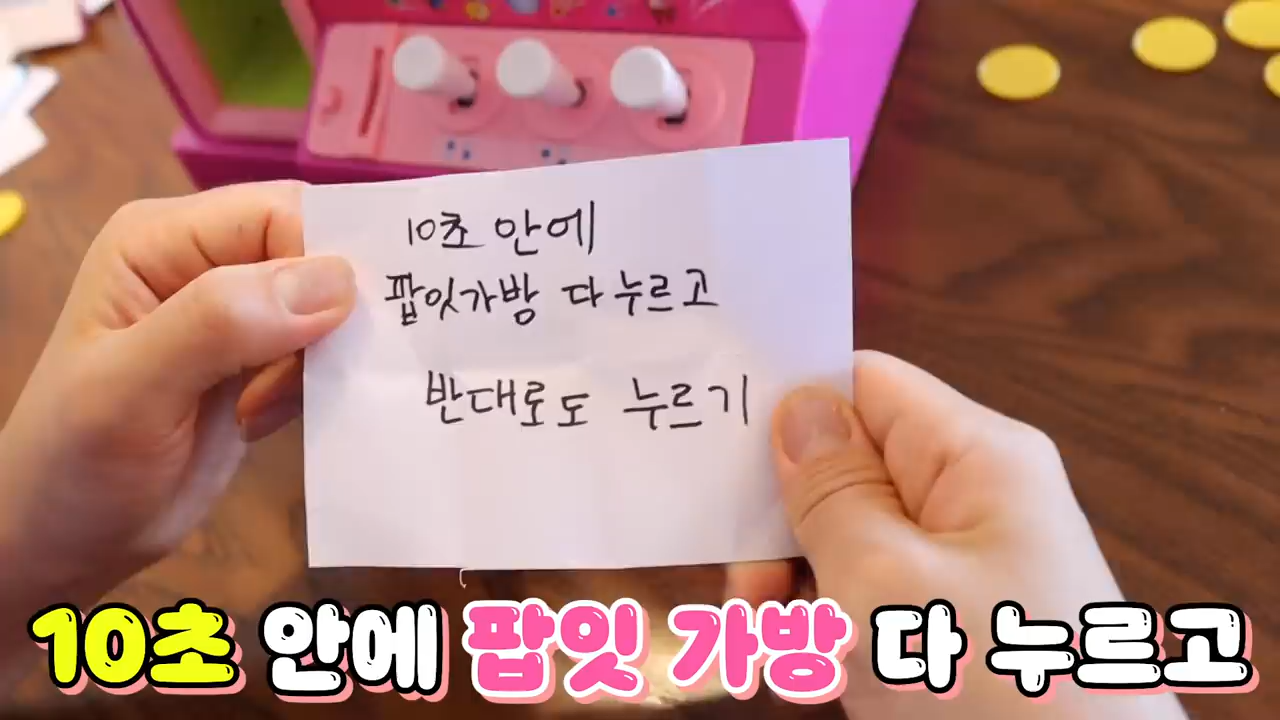 10초 안에
팝잇가방 다 누르고
반대로도 누르기
10초 안에 팝잇 가방 다 누르고